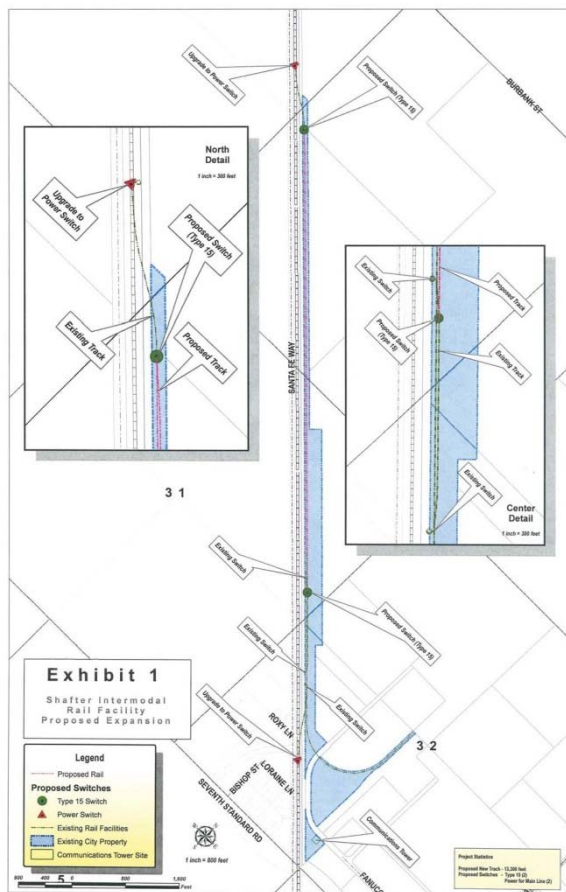 Upgrade to Power Switch
Proposed Switch (Type 15)
BURBANK ST
North
Detail
1 inch = 300 feet
Upgrade to
Power Switch
Proposed Switch
(Type 15)
Existing Track
Proposed Track
SANTA FE WAY
Existing Switch
Proposed Track
Proposed Switch
(Type 15)
Existing Track
Existing Switch
Center
Detail
1 inch = 300 feet
3 1
Existing Switch
Proposed Switch (Type 15)
Existing Switch
Existing Switch
Upgrade to Power Switch
Exhibit 1
Shafter Intermodal
Rail Facility
Proposed Expansion
ROXY LN
3 2
LORAINE LN
BISHOP ST
SEVENTH STANDARD RD
Communications Tower
1 inch = 800 feet
Legend
Proposed Rail
Proposed Switches
Type 15 Switch
Power Switch
Existing Rail Facilities
Existing City Property
Communications Tower Site
800 400 0 800 1,600
Feet
5
FANUCC
Project Statistics
Proposed New Track - 13,300 feet
Proposed Switches - Type 15 (2)
Power for Main Line (2)